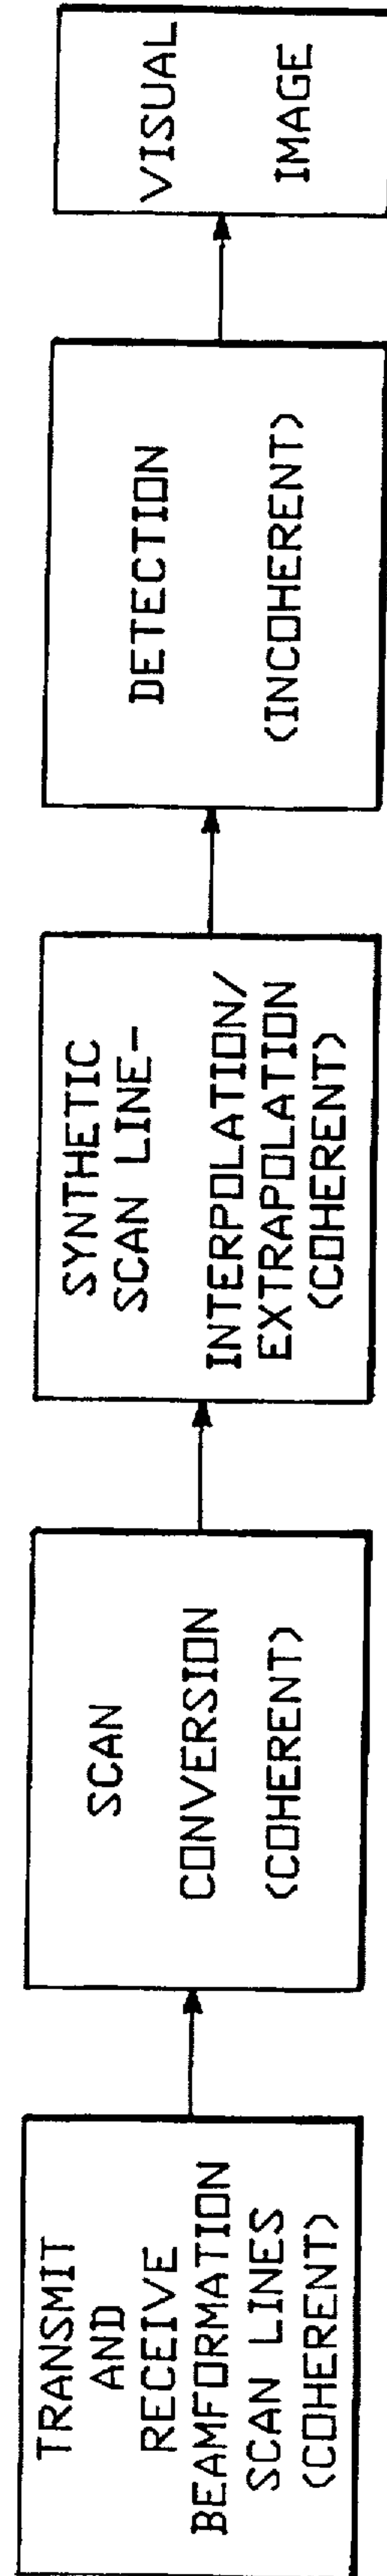 TRANSMIT
AND
RECEIVE
BEAMFORMATION
SCAN LINES
(COHERENT)
SCAN
CONVERSION
(COHERENT)
SYNTHETIC
SCAN LINE-
INTERPOLATION/
EXTRAPOLATION
(COHERENT)
DETECTION
(INCOHERENT)
VISUAL
IMAGE